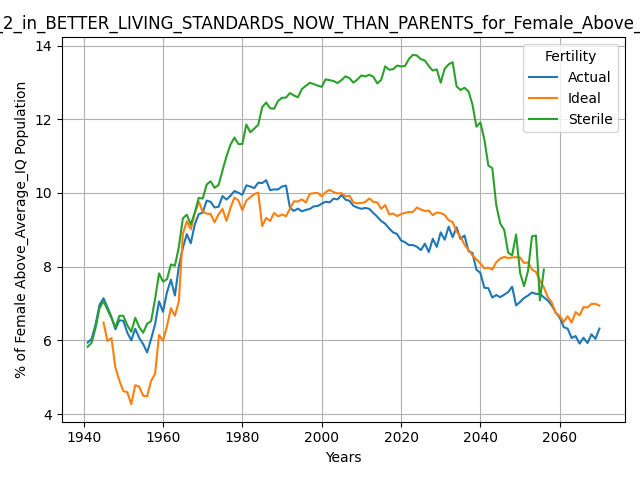 _2_in_BETTER_LIVING_STANDARDS_NOW_THAN_PARENTS_for_Female_Above_
14
12
10
8
6
4
% of Female Above_Average_IQ Population
Fertility
Actual
Ideal
Sterile
1940 1960 1980 2000 2020 2040 2060
Years